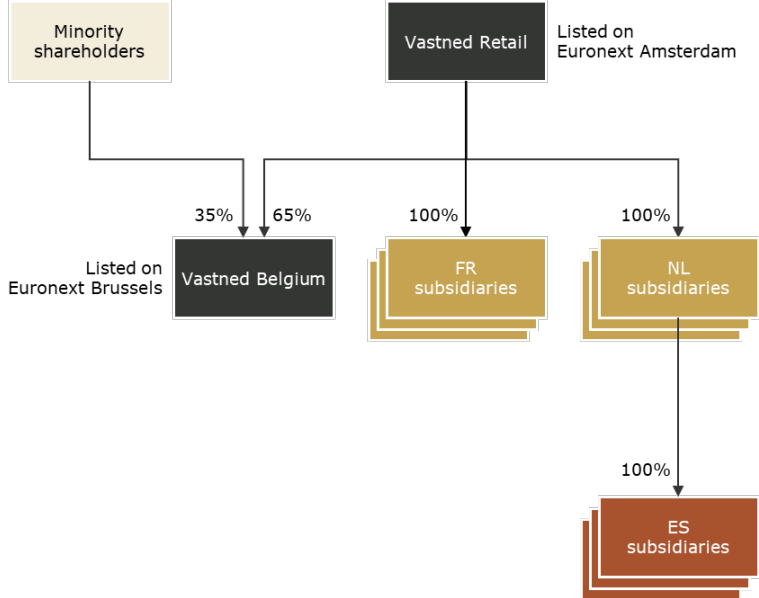 Minority
shareholders
Vastned Retail
Listed on
Euronext Amsterdam
35%
65%
100%
100%
Listed on
Euronext Brussels
Vastned Belgium
FR
subsidiaries
NL
subsidiaries
100%
ES
subsidiaries